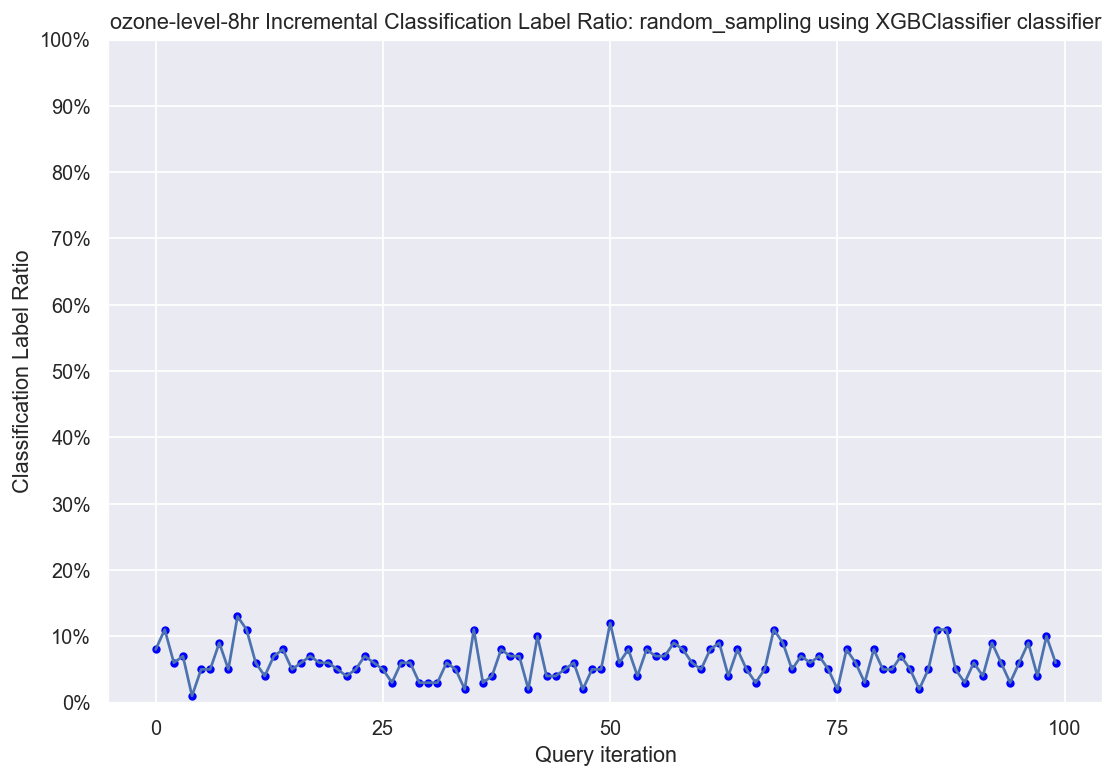 ozone-level-8hr Incremental Classification Label Ratio: random_sampling using XGBClassifier classifier
100%
90%
80%
70%
60%
50%
40%
30%
20%
10%
0%
Classification Label Ratio
0 25 50 75 100
Query iteration